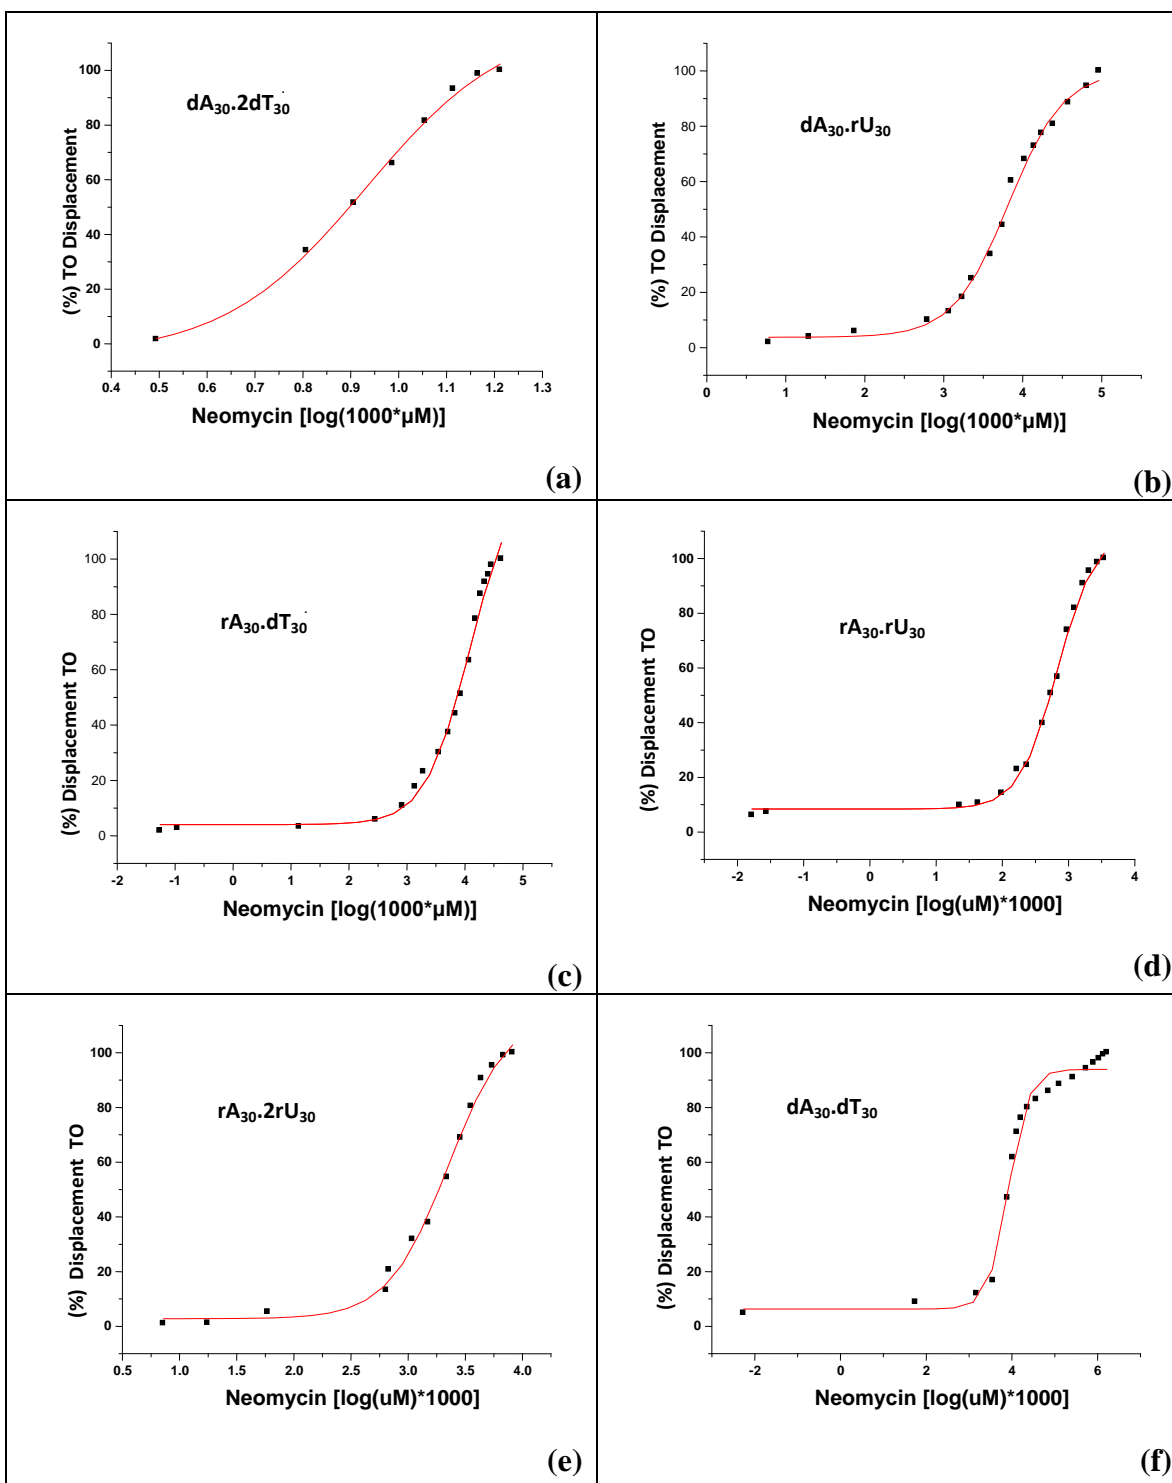 100
80
60
40
20
0
(%) TO Displacement
dA30.2dT30
0.4 0.5 0.6 0.7 0.8 0.9 1.0 1.1 1.2 1.3
Neomycin [log(1000*µM)]
(a)
100
80
60
40
20
0
(%) TO Displacement
dA30.rU30
0 1 2 3 4 5
Neomycin [log(1000*µM)]
(b)
100
80
60
40
20
0
(%) Displacement TO
rA30.dT30
-2 -1 0 1 2 3 4 5
Neomycin [log(1000*µM)]
(c)
100
80
60
40
20
0
(%) Displacement TO
rA30.rU30
-2 -1 0 1 2 3 4
Neomycin [log(uM)*1000]
(d)
100
80
60
40
20
0
(%) Displacement TO
rA30.2rU30
0.5 1.0 1.5 2.0 2.5 3.0 3.5 4.0
Neomycin [log(uM)*1000]
(e)
100
80
60
40
20
0
(%) Displacement TO
dA30.dT30
-2 0 2 4 6
Neomycin [log(uM)*1000]
(f)